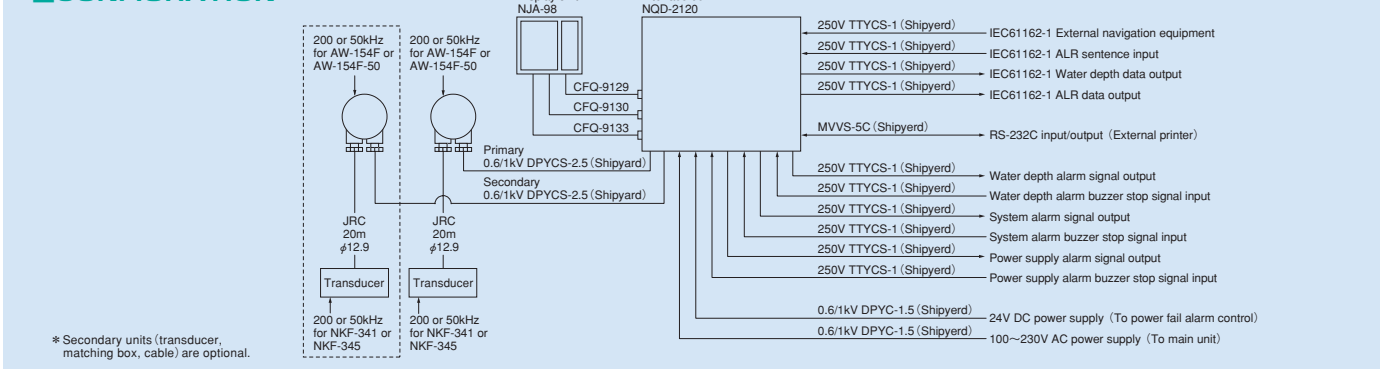 NJA-98
NQD-2120
200 or 50kHz
for AW-154F or
AW-154F-50
200 or 50kHz
for AW-154F or
AW-154F-50
CFQ-9129
CFQ-9130
CFQ-9133
Primary
0.6/1kV DPYCS-2.5 (Shipyard)
Secondary
0.6/1kV DPYCS-2.5 (Shipyard)
JRC
20m
φ12.9
JRC
20m
φ12.9
Transducer
Transducer
200 or 50kHz
for NKF-341 or
NKF-345
200 or 50kHz
for NKF-341 or
NKF-345
* Secondary units (transducer,
matching box, cable) are optional.
250V TTYCS-1 (Shipyerd)
IEC61162-1 External navigation equipment
250V TTYCS-1 (Shipyerd)
IEC61162-1 ALR sentence input
250V TTYCS-1 (Shipyerd)
IEC61162-1 Water depth data output
250V TTYCS-1 (Shipyerd)
IEC61162-1 ALR data output
MVVS-5C (Shipyerd)
RS-232C input/output (External printer)
250V TTYCS-1 (Shipyerd)
Water depth alarm signal output
250V TTYCS-1 (Shipyerd)
Water depth alarm buzzer stop signal input
250V TTYCS-1 (Shipyerd)
System alarm signal output
250V TTYCS-1 (Shipyerd)
System alarm buzzer stop signal input
250V TTYCS-1 (Shipyerd)
Power supply alarm signal output
250V TTYCS-1 (Shipyerd)
Power supply alarm buzzer stop signal input
0.6/1kV DPYC-1.5 (Shipyerd)
24V DC power supply (To power fail alarm control)
0.6/1kV DPYC-1.5 (Shipyerd)
100～230V AC power supply (To main unit)